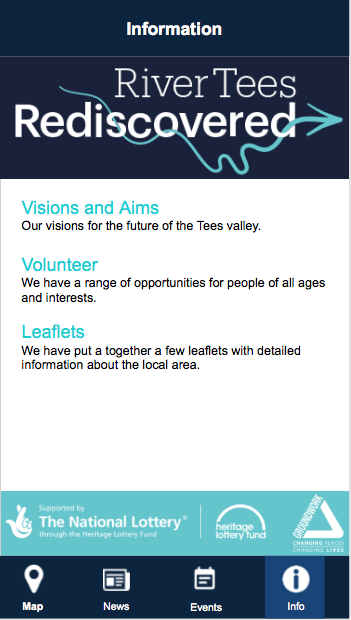 Information
River Tees
Rediscovered
Visions and Aims
Our visions for the future of the Tees valley.
Volunteer
We have a range of opportunities for people of all ages
and interests.
Leaflets
We have put a together a few leaflets with detailed
information about the local area.
Supported by
The National Lottery®
through the Heritage Lottery Fund
heritage
lottery fund
GROUNDWORK
CHANGING PLACES
CHANGING LIVES
Map
News
Events
Info